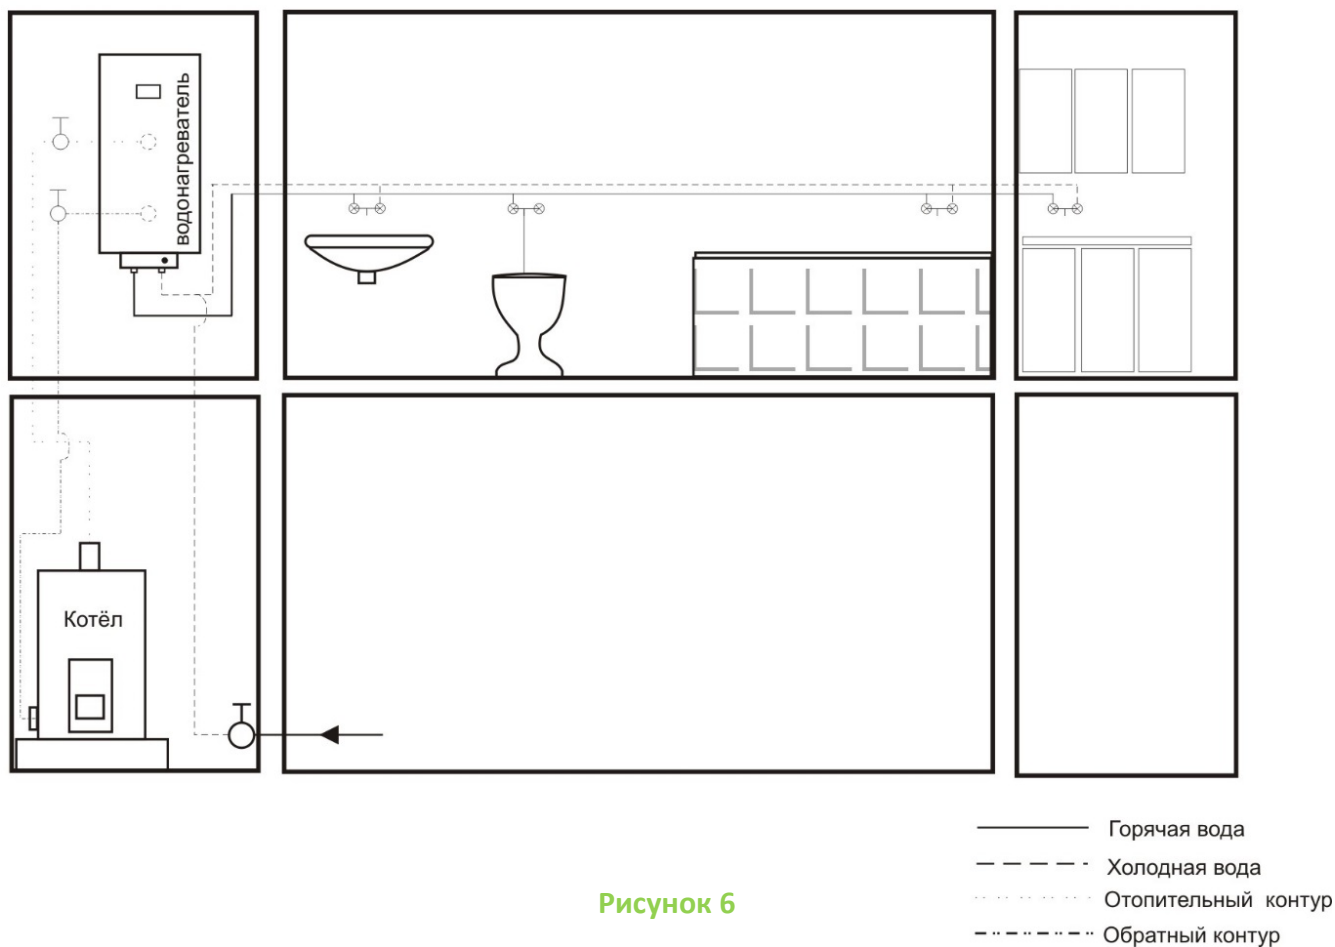 водонагреватель
Котёл
Горячая вода
Холодная вода
Отопительный контур
Обратный контур
Рисунок 6